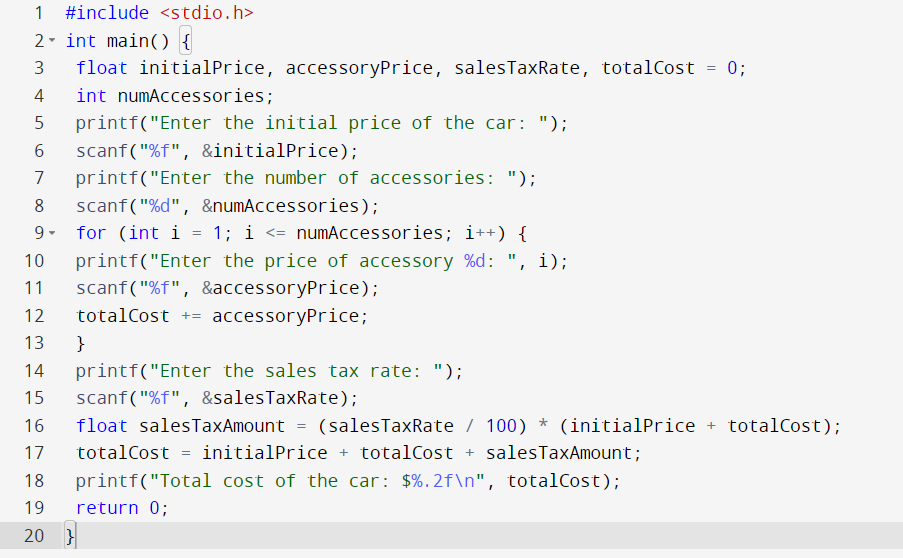 1 #include <stdio.h>
2 int main() {
3 float initialPrice, accessoryPrice, salesTaxRate, totalCost = 0;
4 int numAccessories;
5 printf("Enter the initial price of the car: ");
6 scanf("%f", &initialPrice);
7 printf("Enter the number of accessories: ");
8 scanf("%d", &numAccessories);
9 for (int i = 1; i <= numAccessories; i++) {
10 printf("Enter the price of accessory %d: ", i);
11 scanf("%f", &accessoryPrice);
12 totalCost += accessoryPrice;
13 }
14 printf("Enter the sales tax rate: ");
15 scanf("%f", &salesTaxRate);
16 float salesTaxAmount = (salesTaxRate / 100) * (initialPrice + totalCost);
17 totalCost = initialPrice + totalCost + salesTaxAmount;
18 printf("Total cost of the car: $%.2f\n", totalCost);
19 return 0;
20 }